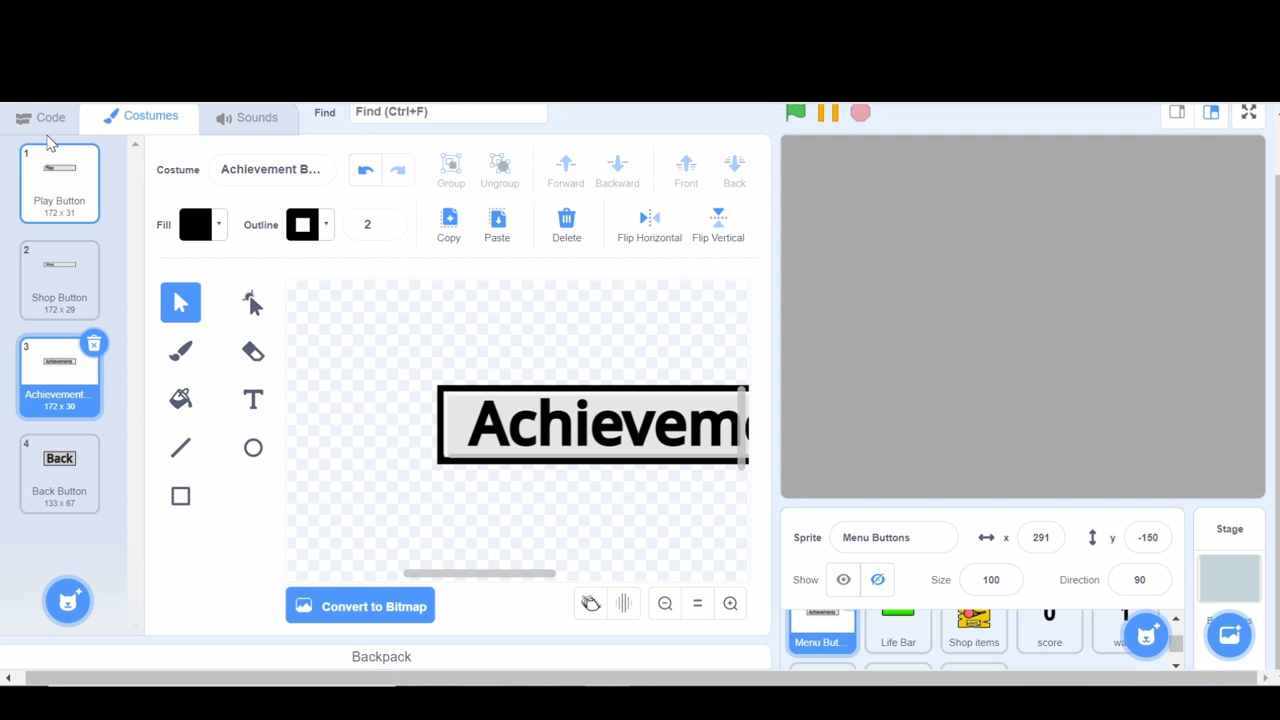 Code
Costumes
Sounds
Find
Find (Ctrl+F)
1
Play
Play Button
172 x 31
2
Shop
Shop Button
172 x 29
3
Achievements
Achievement...
172 x 30
4
Back
Back Button
133 x 67
Costume
Achievement B...
Group
Ungroup
Forward
Backward
Front
Back
Fill
Outline
2
Copy
Paste
Delete
Flip Horizontal
Flip Vertical
Achievem
Convert to Bitmap
Backpack
Sprite
Menu Buttons
x
291
y
-150
Show
Size
100
Direction
90
Stage
Achievements
Menu But...
Life Bar
Shop items
0
score
1
wa